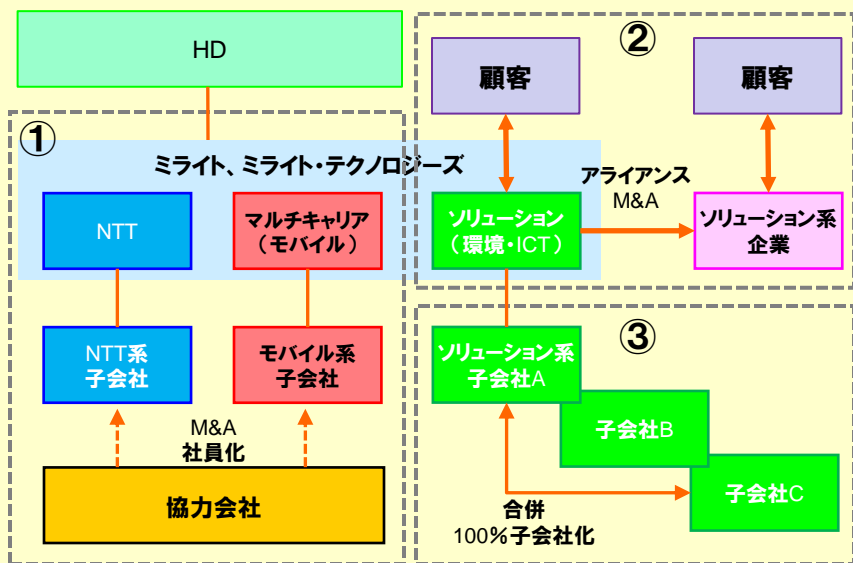 HD
①
ミライト、ミライト・テクノロジーズ
NTT
マルチキャリア
（モバイル）
NTT系
子会社
モバイル系
子会社
M&A
社員化
協力会社
②
顧客
顧客
ソリューション
（環境・ICT）
アライアンス
M&A
ソリューション系
企業
③
ソリューション系
子会社A
子会社B
子会社C
合併
100％子会社化